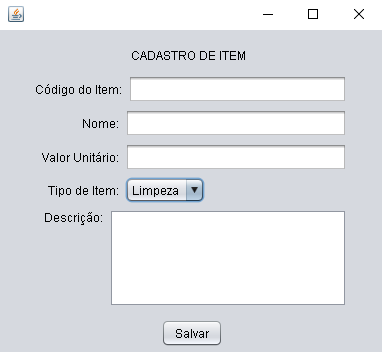 CADASTRO DE ITEM
Código do Item:
Nome:
Valor Unitário:
Tipo de Item: Limpeza
Descrição:
Salvar